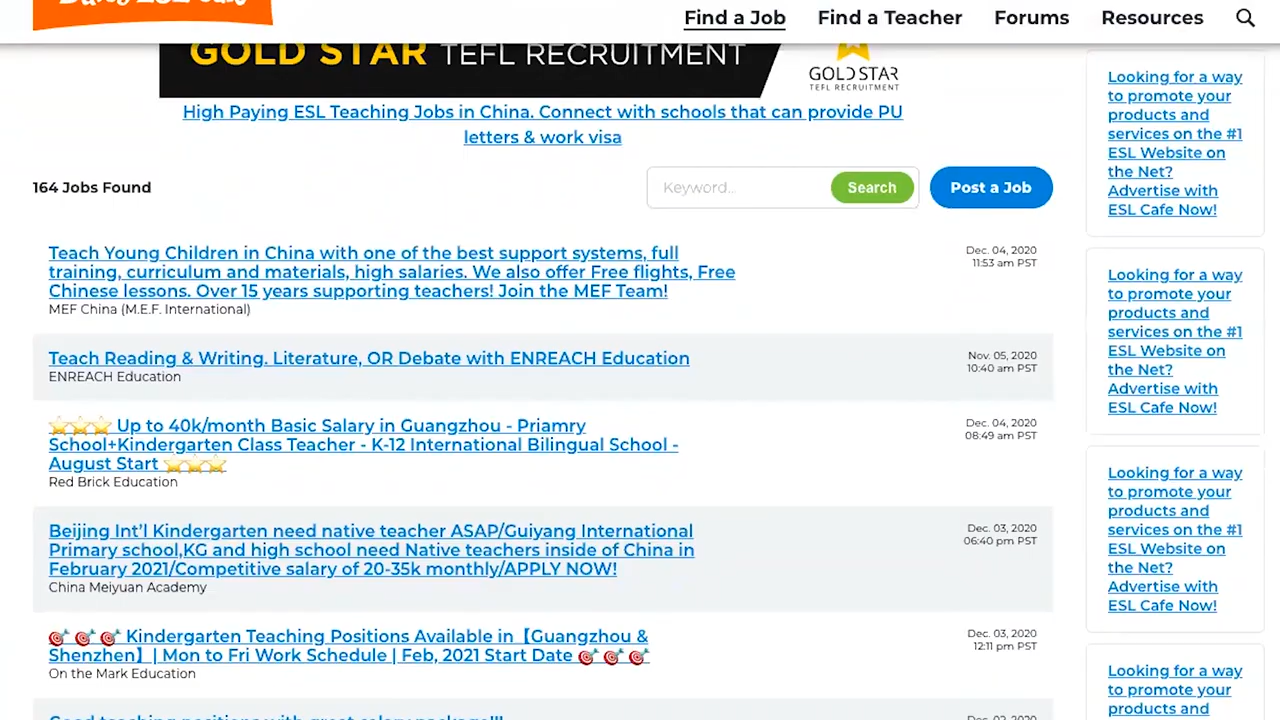 Find a Job
Find a Teacher
Forums
Resources
GOLD STAR TEFL RECRUITMENT
GOLD STAR
TEFL RECRUITMENT
High Paying ESL Teaching Jobs in China. Connect with schools that can provide PU
letters & work visa
164 Jobs Found
Keyword...
Search
Post a Job
Teach Young Children in China with one of the best support systems, full
training, curriculum and materials, high salaries. We also offer Free flights, Free
Chinese lessons. Over 15 years supporting teachers! Join the MEF Team!
MEF China (M.E.F. International)
Dec. 04, 2020
11:53 am PST
Teach Reading & Writing. Literature, OR Debate with ENREACH Education
ENREACH Education
Nov. 05, 2020
10:40 am PST
⭐⭐⭐ Up to 40k/month Basic Salary in Guangzhou - Priamry
School+Kindergarten Class Teacher - K-12 International Bilingual School -
August Start ⭐⭐⭐
Red Brick Education
Dec. 04, 2020
08:49 am PST
Beijing Int'l Kindergarten need native teacher ASAP/Guiyang International
Primary school,KG and high school need Native teachers inside of China in
February 2021/Competitive salary of 20-35k monthly/APPLY NOW!
China Meiyuan Academy
Dec. 03, 2020
06:40 pm PST
🎯 🎯 🎯 Kindergarten Teaching Positions Available in【Guangzhou &
Shenzhen】| Mon to Fri Work Schedule | Feb, 2021 Start Date 🎯 🎯 🎯
On the Mark Education
Dec. 03, 2020
12:11 pm PST
Good teaching positions with great salary package!!!
Looking for a way
to promote your
products and
services on the #1
ESL Website on
the Net?
Advertise with
ESL Cafe Now!
Looking for a way
to promote your
products and
services on the #1
ESL Website on
the Net?
Advertise with
ESL Cafe Now!
Looking for a way
to promote your
products and
services on the #1
ESL Website on
the Net?
Advertise with
ESL Cafe Now!
Looking for a way
to promote your
products and